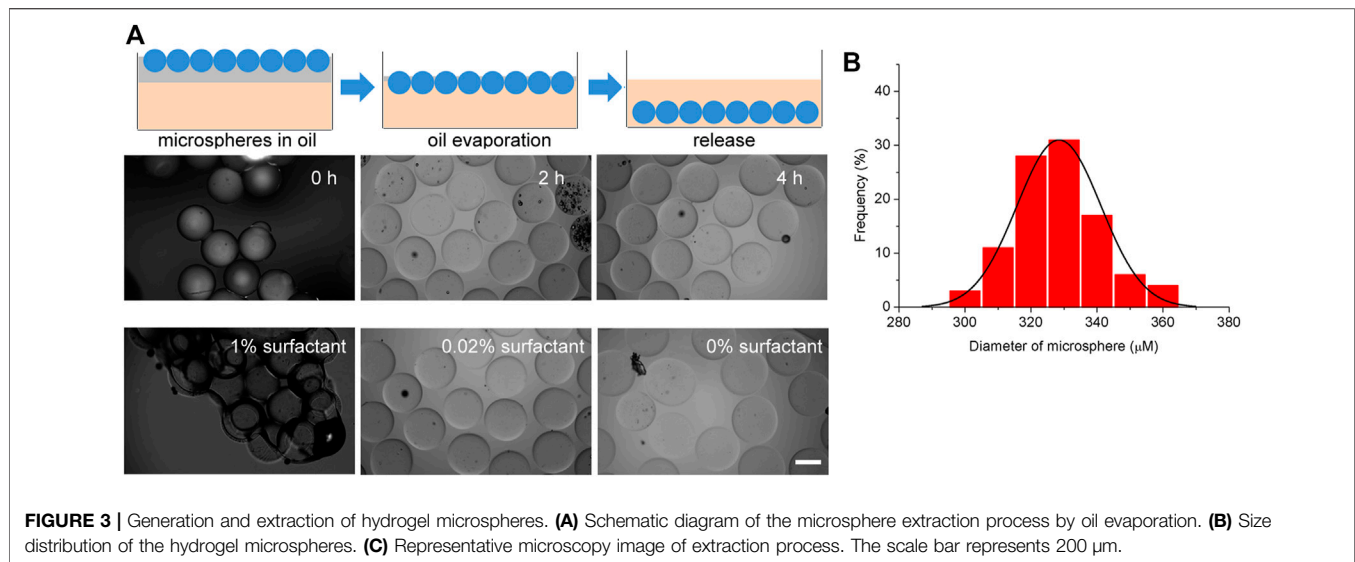 A
microspheres in oil
oil evaporation
release
0 h
2 h
4 h
1% surfactant
0.02% surfactant
0% surfactant
B
40
30
20
10
0
Frequency (%)
280 300 320 340 360 380
Diameter of microsphere (μM)
FIGURE 3 | Generation and extraction of hydrogel microspheres. (A) Schematic diagram of the microsphere extraction process by oil evaporation. (B) Size
distribution of the hydrogel microspheres. (C) Representative microscopy image of extraction process. The scale bar represents 200 μm.